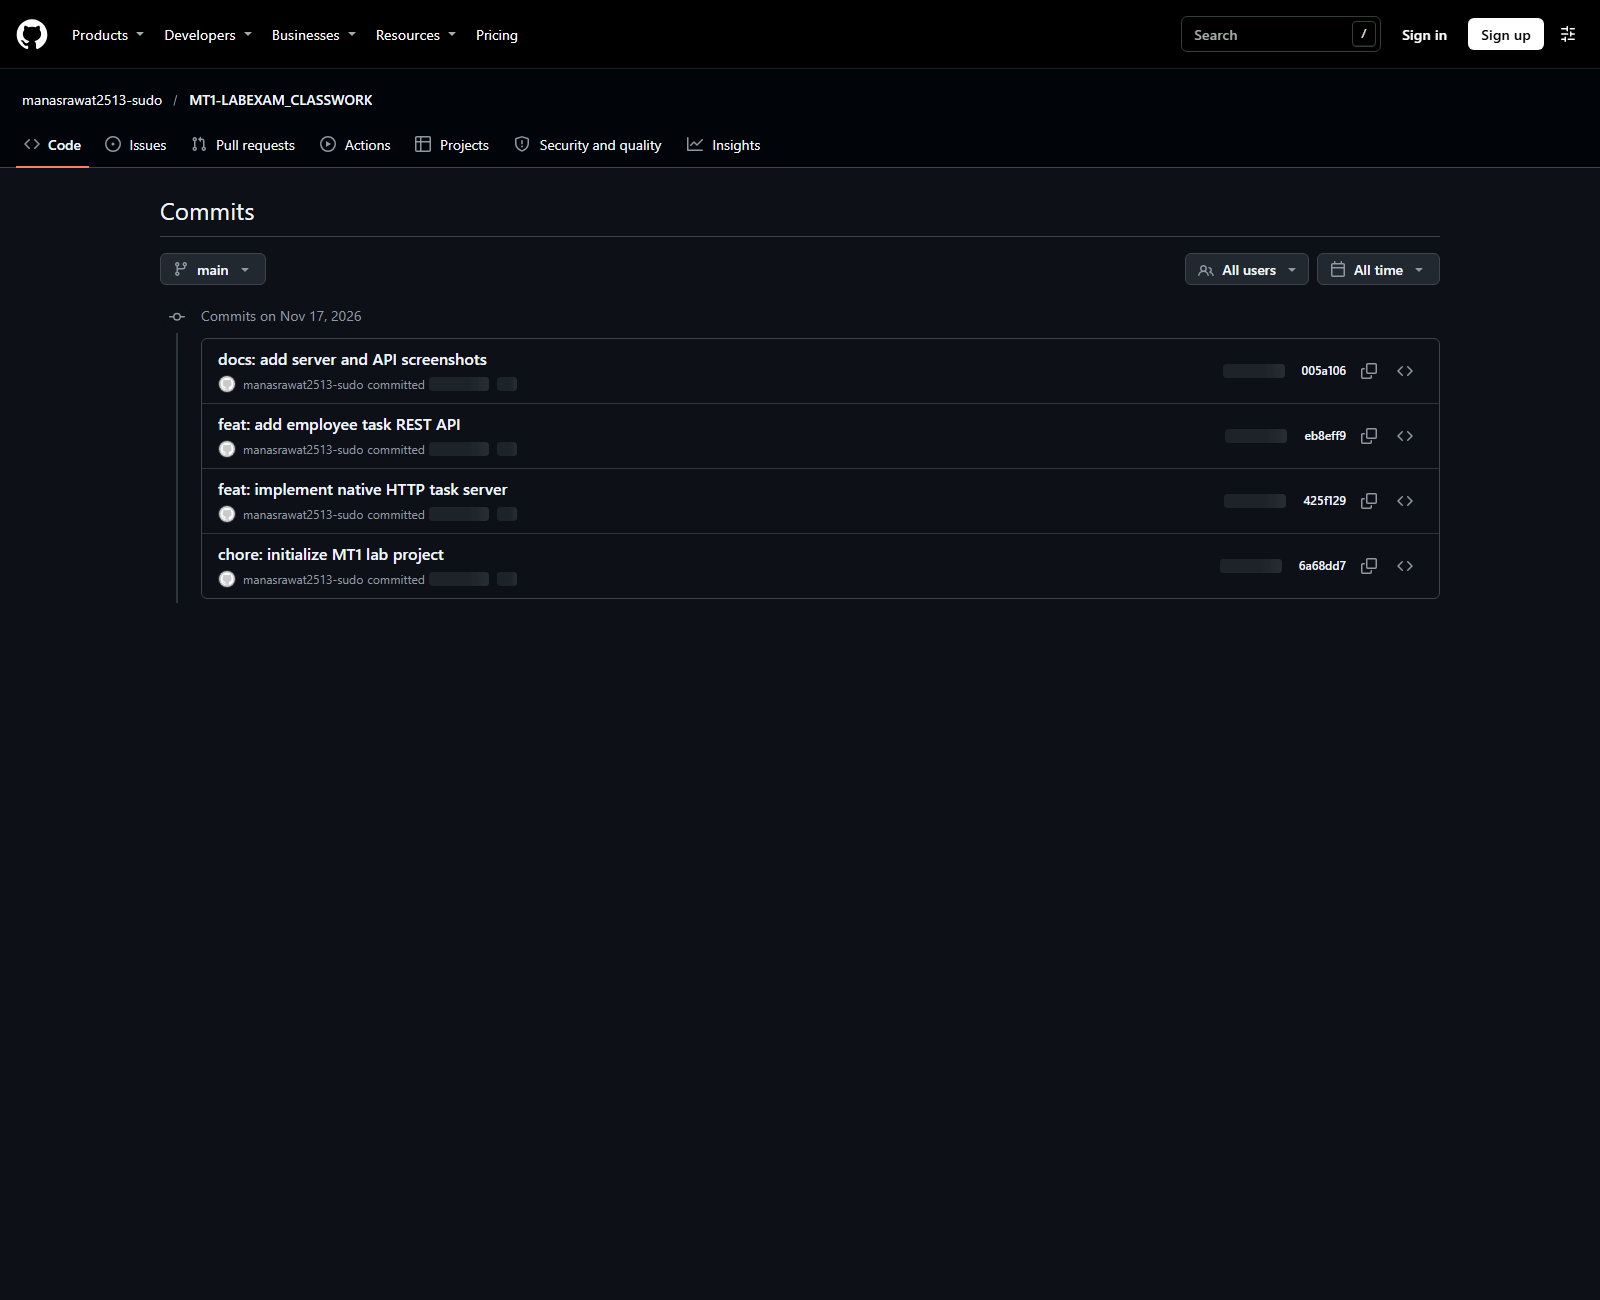 Products Developers Businesses Resources Pricing Search / Sign in Sign up
manasrawat2513-sudo / MT1-LABEXAM_CLASSWORK
Code Issues Pull requests Actions Projects Security and quality Insights
Commits
main All users All time
Commits on Nov 17, 2026
docs: add server and API screenshots
manasrawat2513-sudo committed
005a106
feat: add employee task REST API
manasrawat2513-sudo committed
eb8eff9
feat: implement native HTTP task server
manasrawat2513-sudo committed
425f129
chore: initialize MT1 lab project
manasrawat2513-sudo committed
6a68dd7